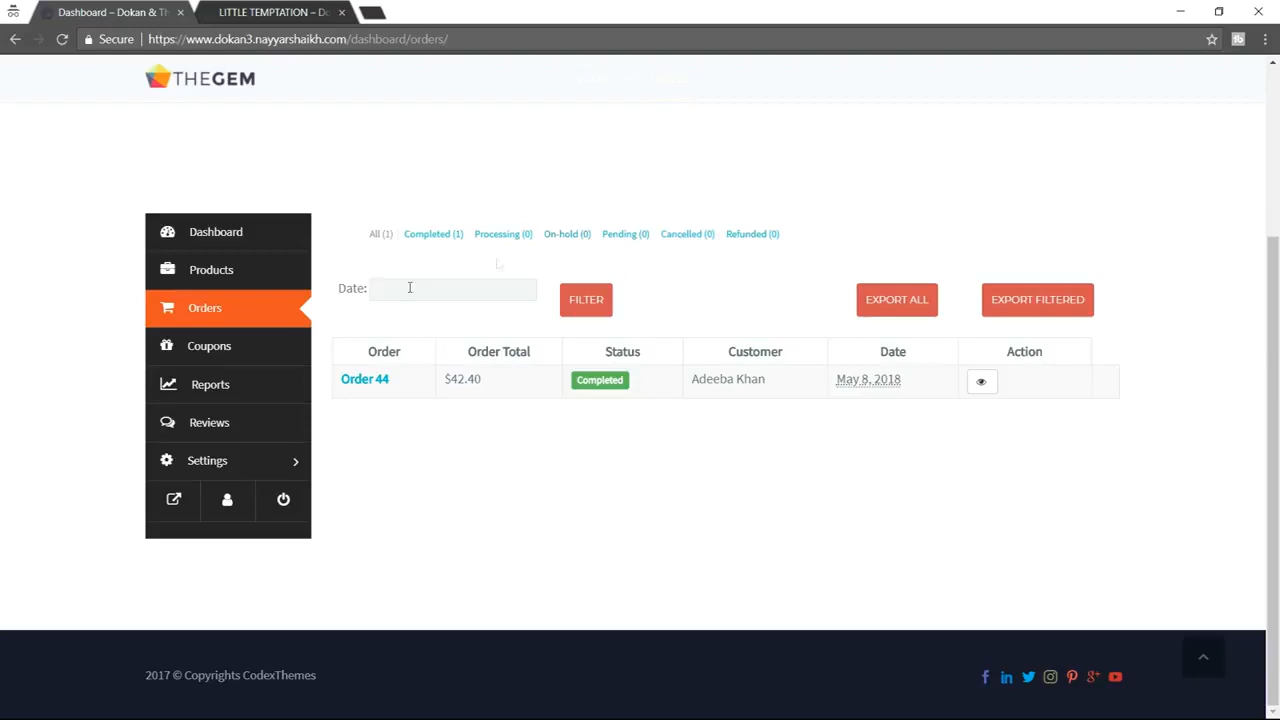 Dashboard – Dokan & Th
LITTLE TEMPTATION – Do
Secure
https://www.dokan3.nayyarshaikh.com/dashboard/orders/
THEGEM
Dashboard
Products
Orders
Coupons
Reports
Reviews
Settings
All (1) Completed (1) Processing (0) On-hold (0) Pending (0) Cancelled (0) Refunded (0)
Date: FILTER EXPORT ALL EXPORT FILTERED
Order Order Total Status Customer Date Action
Order 44 $42.40 Completed Adeeba Khan May 8, 2018
2017 © Copyrights CodexThemes